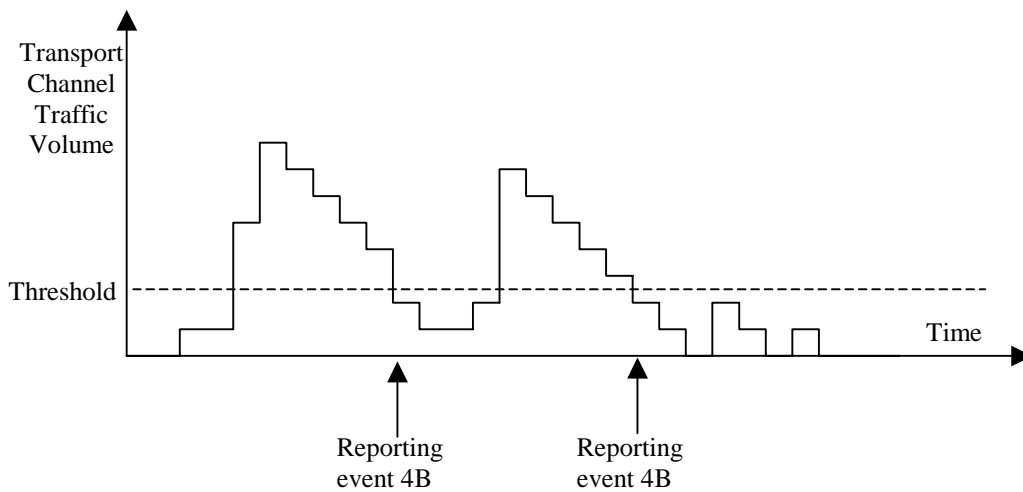 Transport
Channel
Traffic
Volume
Threshold
Time
Reporting
event 4B
Reporting
event 4B